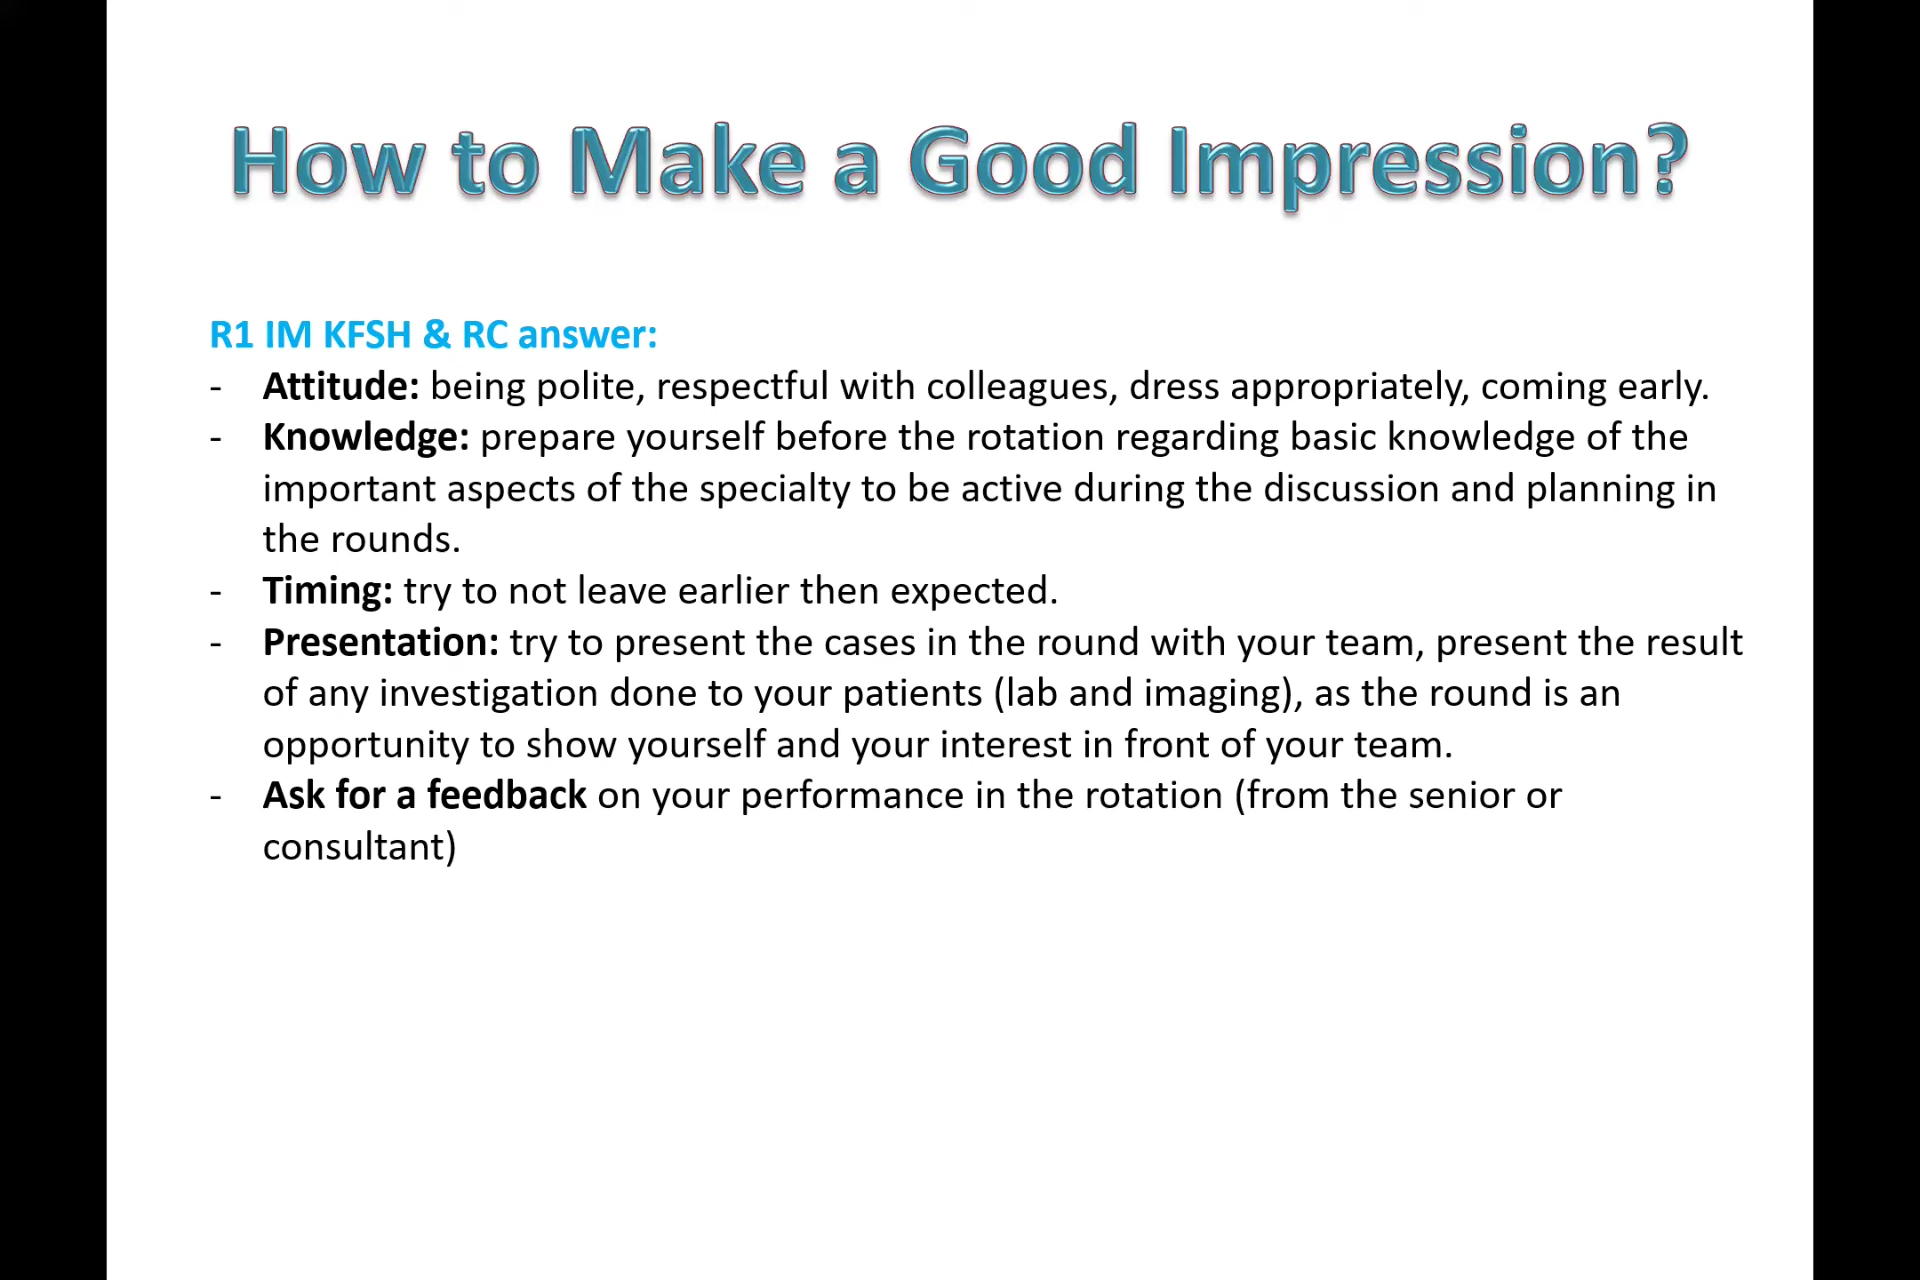 How to Make a Good Impression?
R1 IM KFSH & RC answer:
- Attitude: being polite, respectful with colleagues, dress appropriately, coming early.
- Knowledge: prepare yourself before the rotation regarding basic knowledge of the
important aspects of the specialty to be active during the discussion and planning in
the rounds.
- Timing: try to not leave earlier then expected.
- Presentation: try to present the cases in the round with your team, present the result
of any investigation done to your patients (lab and imaging), as the round is an
opportunity to show yourself and your interest in front of your team.
- Ask for a feedback on your performance in the rotation (from the senior or
consultant)